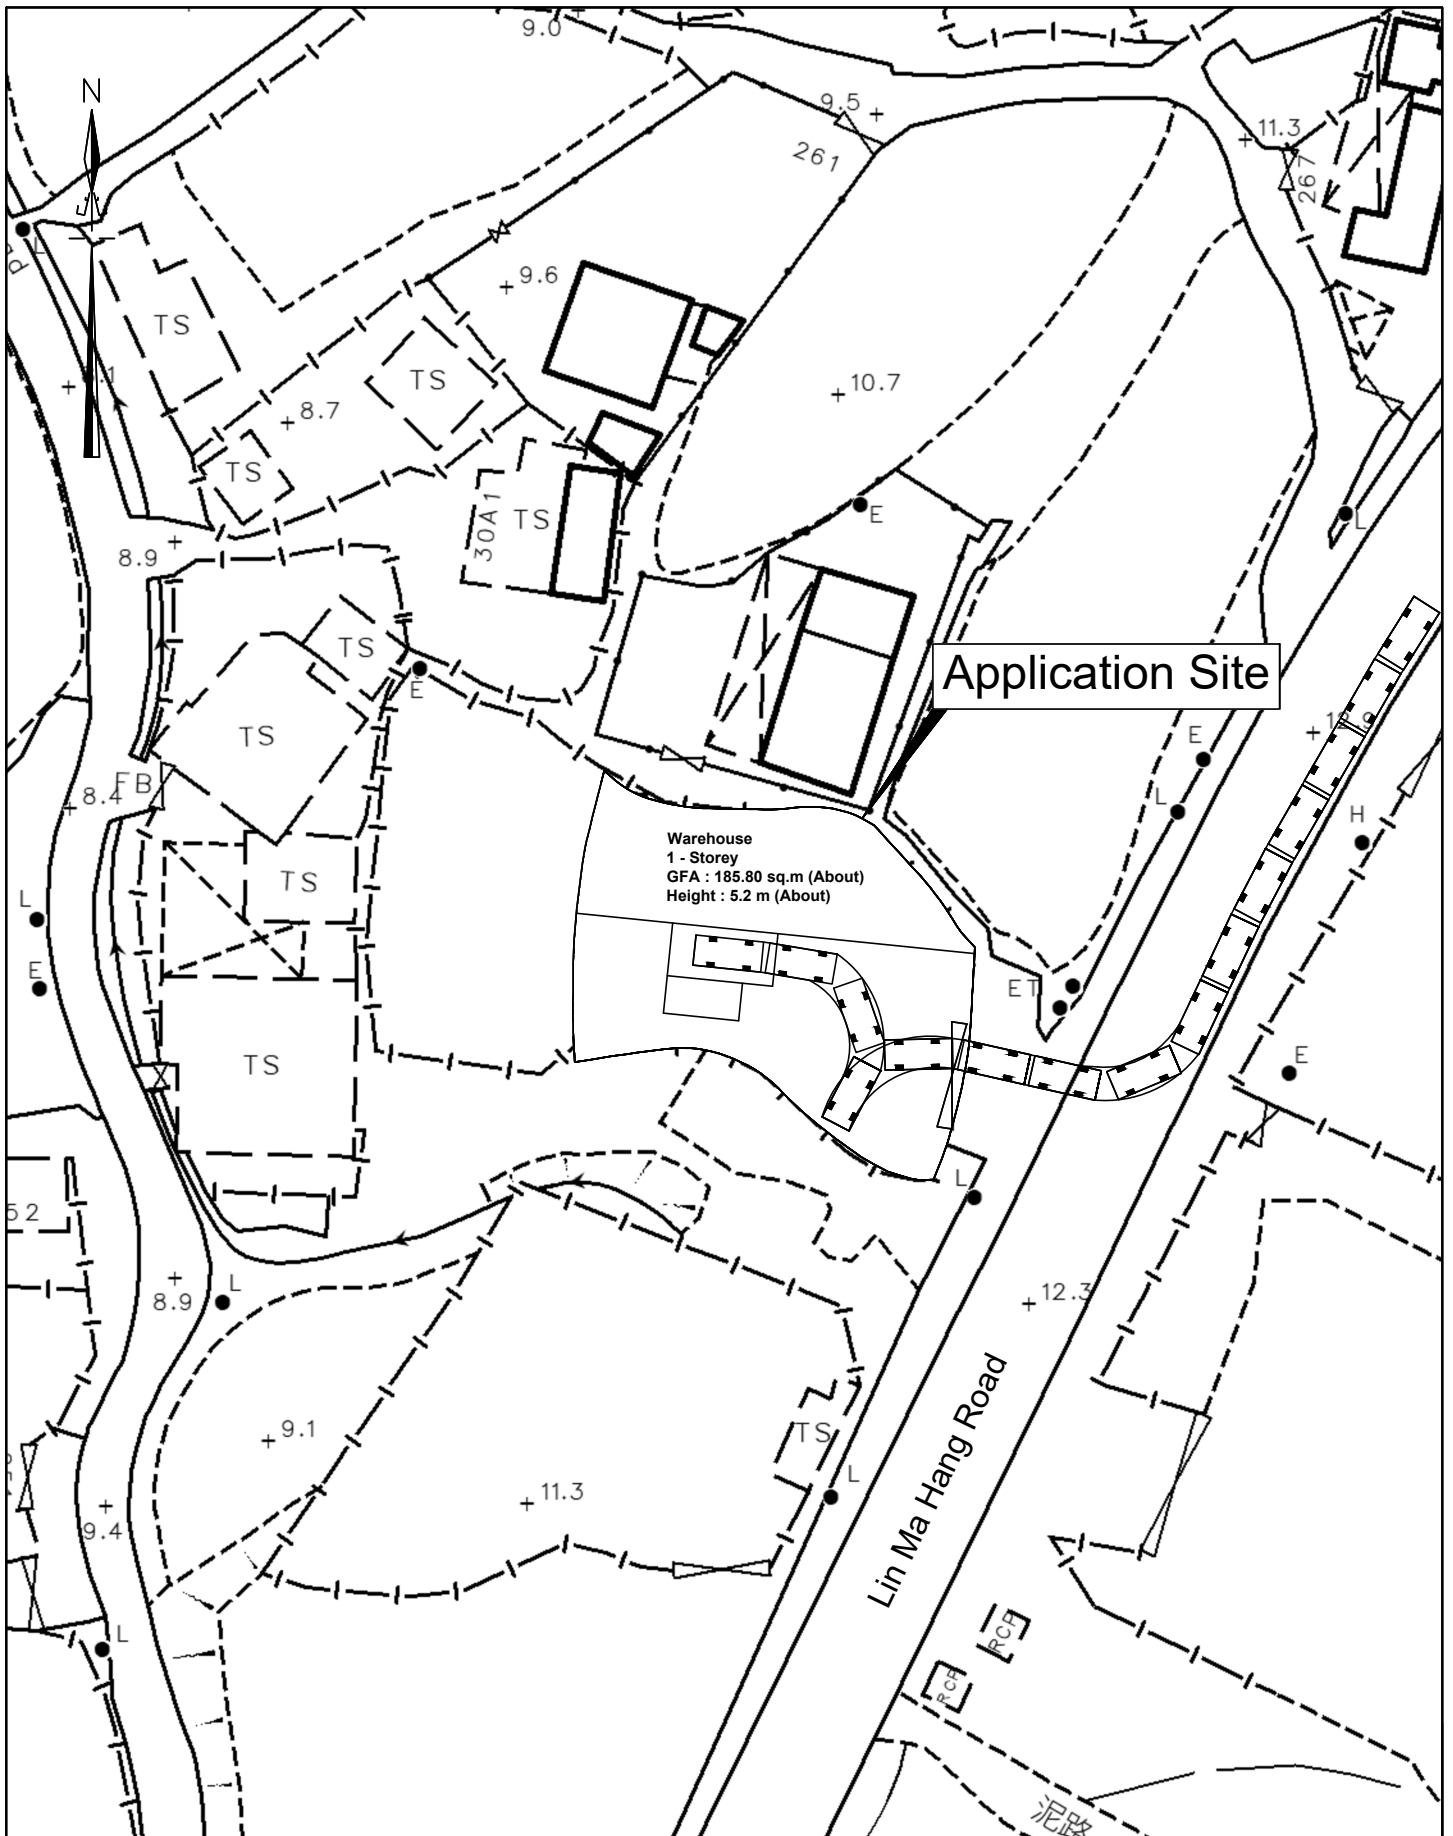 9.0
N
9.5
261
11.3
267
L
TS
9.6
8.7
TS
10.7
TS
30A1
TS
E
L
8.9
TS
E
Application Site
TS
E
12.9
FB
8.4
L
H
Warehouse
1 - Storey
GFA : 185.80 sq.m (About)
Height : 5.2 m (About)
TS
L
E
ET
TS
E
L
52
8.9
L
12.3
Lin Ma Hang Road
9.1
TS
L
11.3
9.4
L
RCP
RCP
泥路